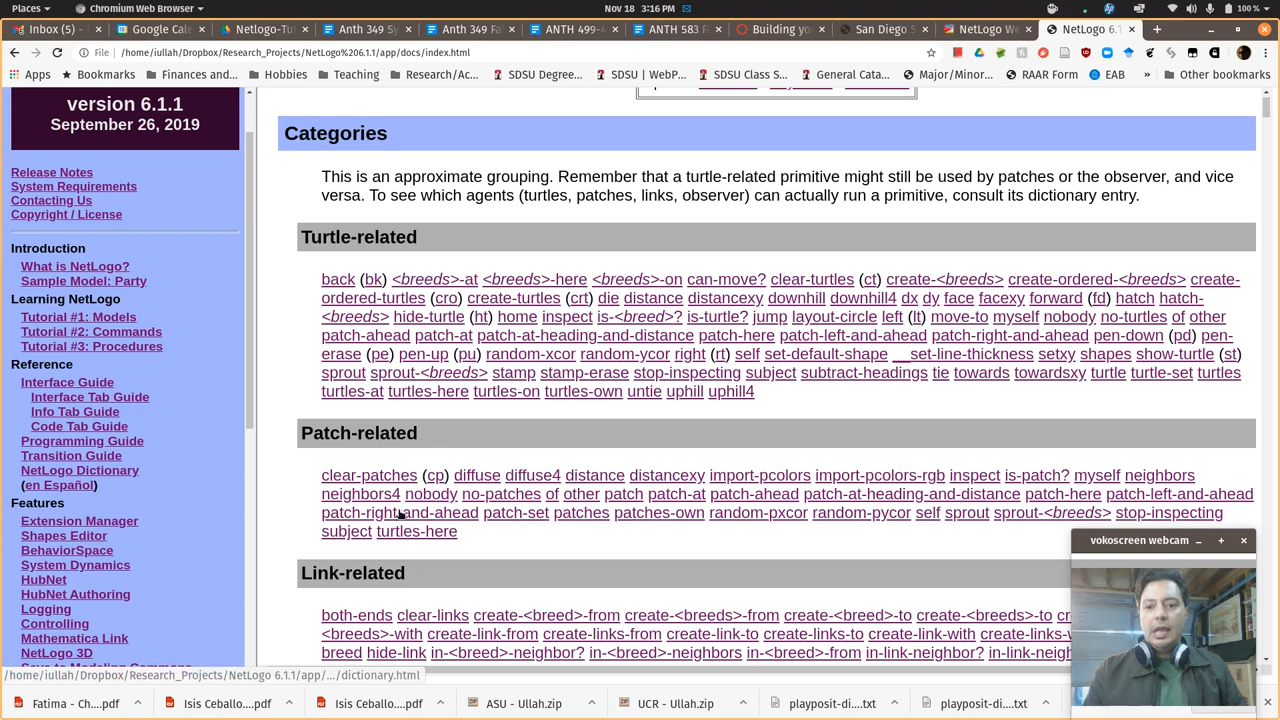 Places
Chromium Web Browser
Nov 18 3:16 PM
100 %
Inbox (5) -
Google Cale
Netlogo-Tut
Anth 349 Sy
Anth 349 Fa
ANTH 499-4
ANTH 583 F
Building yo
San Diego S
NetLogo We
NetLogo 6.1
File /home/iullah/Dropbox/Research_Projects/NetLogo%206.1.1/app/docs/index.html
Apps Bookmarks Finances and... Hobbies Teaching Research/Ac... SDSU Degree... SDSU | WebP... SDSU Class S... General Cata... Major/Minor... RAAR Form EAB » Other bookmarks
version 6.1.1
September 26, 2019
Release Notes
System Requirements
Contacting Us
Copyright / License
Introduction
What is NetLogo?
Sample Model: Party
Learning NetLogo
Tutorial #1: Models
Tutorial #2: Commands
Tutorial #3: Procedures
Reference
Interface Guide
Interface Tab Guide
Info Tab Guide
Code Tab Guide
Programming Guide
Transition Guide
NetLogo Dictionary
(en Español)
Features
Extension Manager
Shapes Editor
BehaviorSpace
System Dynamics
HubNet
HubNet Authoring
Logging
Controlling
Mathematica Link
NetLogo 3D
Categories
This is an approximate grouping. Remember that a turtle-related primitive might still be used by patches or the observer, and vice
versa. To see which agents (turtles, patches, links, observer) can actually run a primitive, consult its dictionary entry.
Turtle-related
back (bk) <breeds>-at <breeds>-here <breeds>-on can-move? clear-turtles (ct) create-<breeds> create-ordered-<breeds> create-
ordered-turtles (cro) create-turtles (crt) die distance distancexy downhill downhill4 dx dy face facexy forward (fd) hatch hatch-
<breeds> hide-turtle (ht) home inspect is-<breed>? is-turtle? jump layout-circle left (lt) move-to myself nobody no-turtles of other
patch-ahead patch-at patch-at-heading-and-distance patch-here patch-left-and-ahead patch-right-and-ahead pen-down (pd) pen-
erase (pe) pen-up (pu) random-xcor random-ycor right (rt) self set-default-shape __set-line-thickness setxy shapes show-turtle (st)
sprout sprout-<breeds> stamp stamp-erase stop-inspecting subject subtract-headings tie towards towardsxy turtle turtle-set turtles
turtles-at turtles-here turtles-on turtles-own untie uphill uphill4
Patch-related
clear-patches (cp) diffuse diffuse4 distance distancexy import-pcolors import-pcolors-rgb inspect is-patch? myself neighbors
neighbors4 nobody no-patches of other patch patch-at patch-ahead patch-at-heading-and-distance patch-here patch-left-and-ahead
patch-right-and-ahead patch-set patches patches-own random-pxcor random-pycor self sprout sprout-<breeds> stop-inspecting
subject turtles-here
Link-related
both-ends clear-links create-<breed>-from create-<breeds>-from create-<breed>-to create-<breeds>-to
<breeds>-with create-link-from create-links-from create-link-to create-links-to create-link-with create-links-
breed hide-link in-<breed>-neighbor? in-<breed>-neighbors in-<breed>-from in-link-neighbor?
vokoscreen webcam
/home/iullah/Dropbox/Research_Projects/NetLogo 6.1.1/app/.../dictionary.html
Fatima - Ch....pdf
Isis Ceballo....pdf
Isis Ceballo....pdf
ASU - Ullah.zip
UCR - Ullah.zip
playposit-di....txt
playposit-di....txt